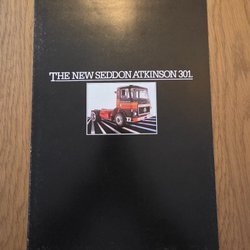 THE NEW SEDDON ATKINSON 301.